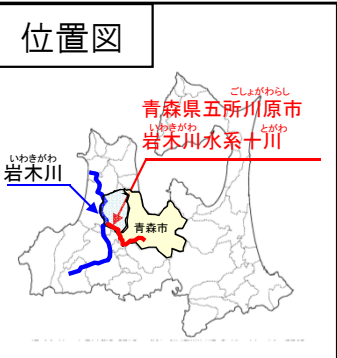 位置図
ごしょがわらし
青森県五所川原市
いわきがわ とがわ
岩木川水系十川
いわきがわ
岩木川
青森市